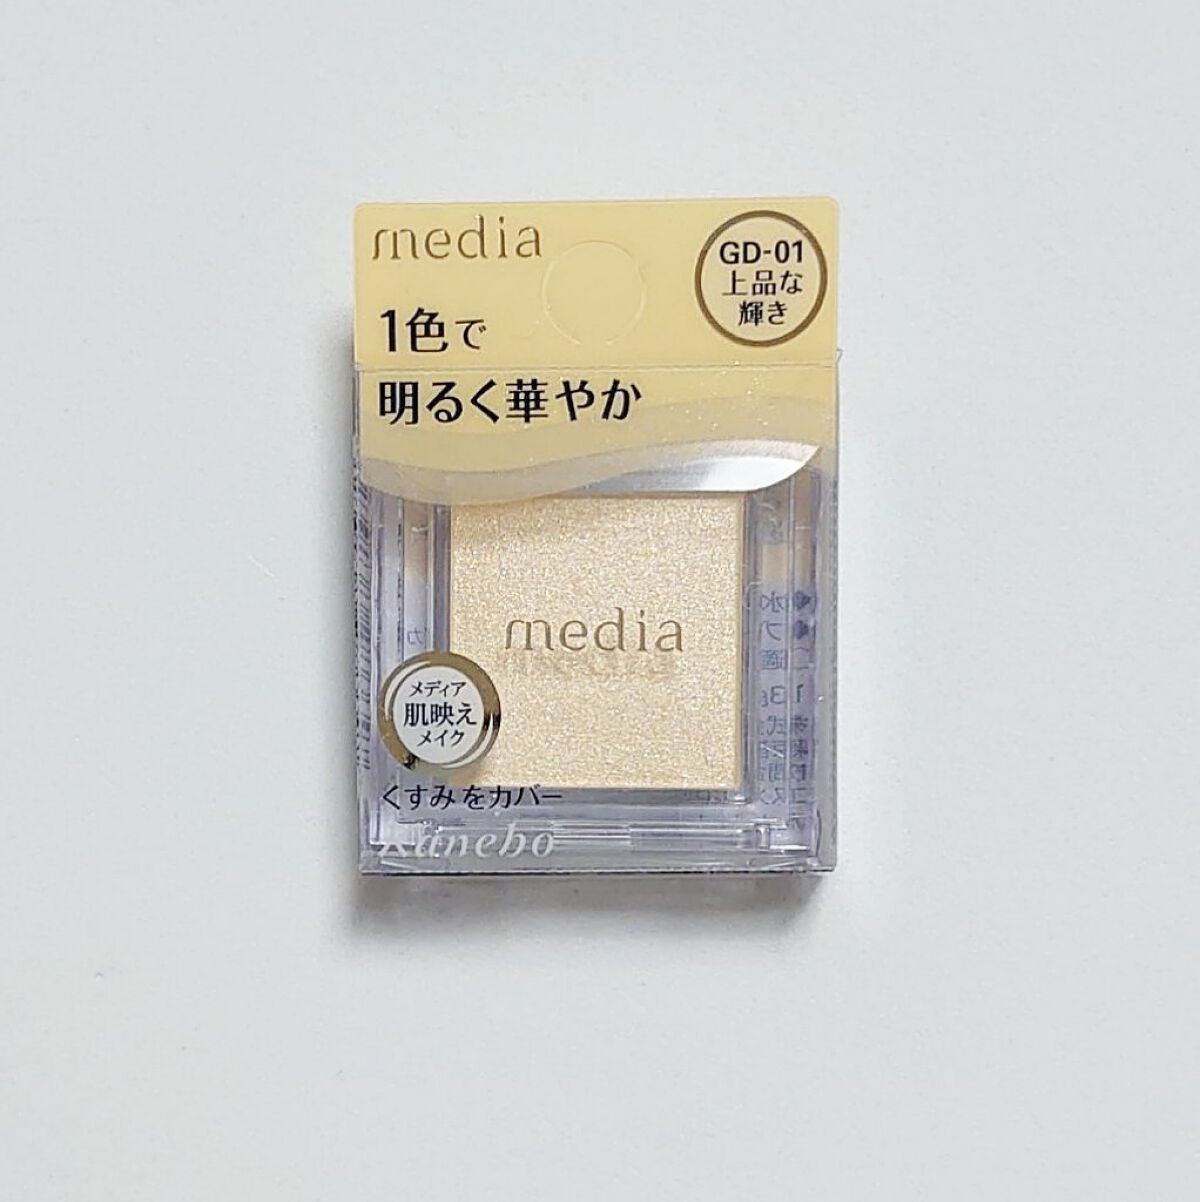 media
GD-01
上品な
輝き
1色で
明るく華やか
media
メディア
肌映え
メイク
くすみをカバー
Kanebo